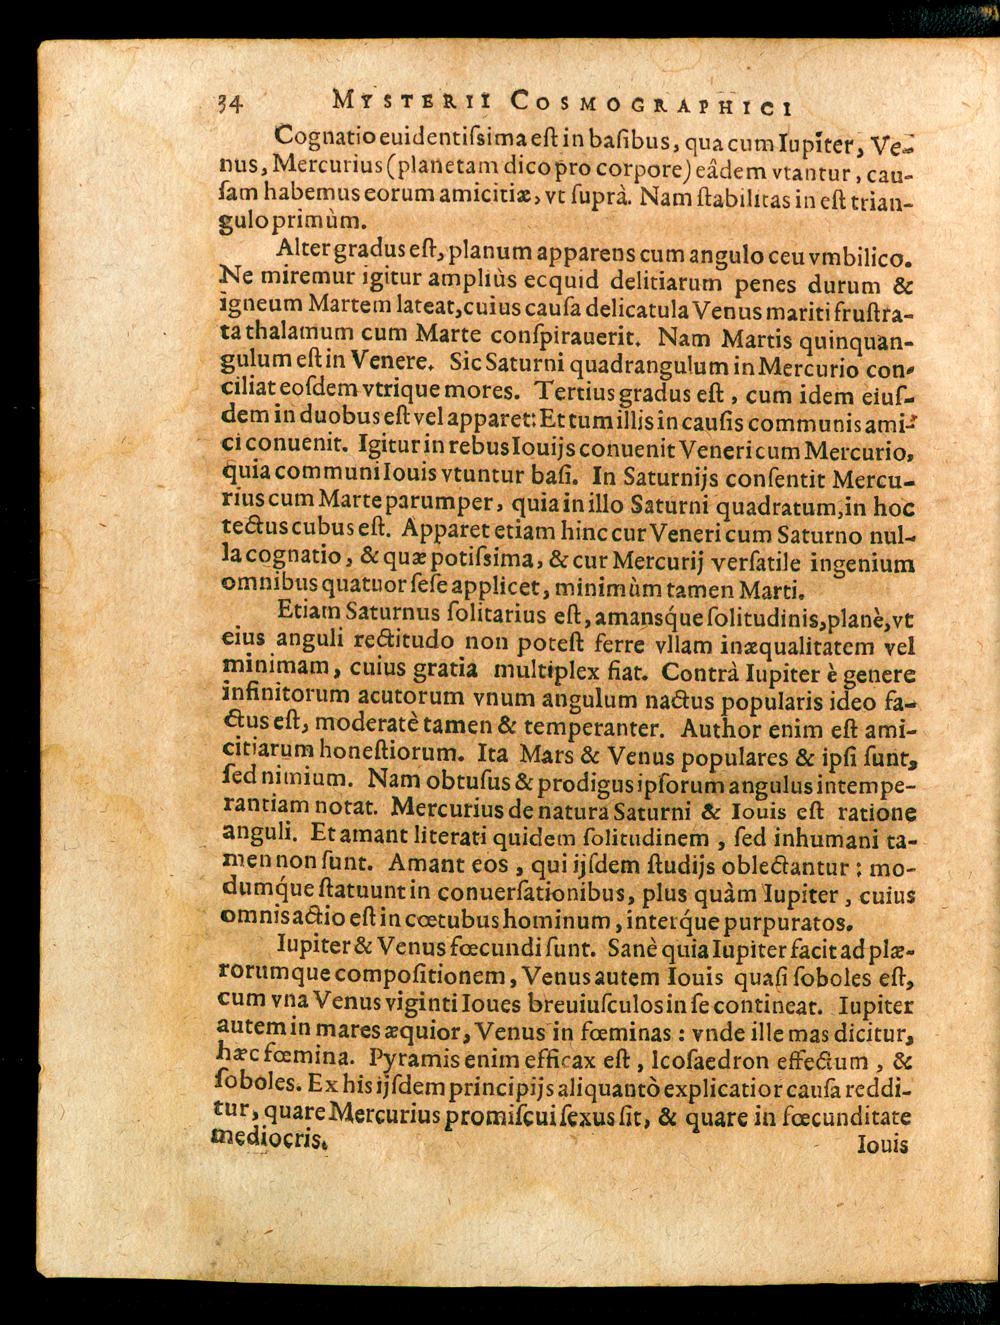 34 MYSTERII COSMOGRAPHICI
Cognatio euidentiſsima eſt in baſibus, qua cum Iupiter, Ve-
nus, Mercurius (planetam dico pro corpore) eâdem vtantur, cau-
ſam habemus eorum amicitiæ, vt ſuprà. Nam ſtabilitas in eſt trian-
gulo primùm.
Alter gradus eſt, planum apparens cum angulo ceu vmbilico.
Ne miremur igitur ampliùs ecquid delitiarum penes durum &
igneum Martem lateat, cuius cauſa delicatula Venus mariti fruſtra-
ta thalamum cum Marte conſpirauerit. Nam Martis quinquan-
gulum eſt in Venere. Sic Saturni quadrangulum in Mercurio con-
ciliat eoſdem vtrique mores. Tertius gradus eſt, cum idem eiuſ-
dem in duobus eſt vel apparet: Et tum illis in cauſis communis ami-
ci conuenit. Igitur in rebus Iouijs conuenit Veneri cum Mercurio,
quia communi Iouis vtuntur baſi. In Saturnijs conſentit Mercu-
rius cum Marte parumper, quia in illo Saturni quadratum, in hoc
tectus cubus eſt. Apparet etiam hinc cur Veneri cum Saturno nul-
la cognatio, & quæ potiſsima, & cur Mercurij verſatile ingenium
omnibus quatuor ſeſe applicet, minimùm tamen Marti.
Etiam Saturnus ſolitarius eſt, amansq́ue ſolitudinis, planè, vt
eius anguli rectitudo non poteſt ferre vllam inæqualitatem vel
minimam, cuius gratia multiplex fiat. Contrà Iupiter è genere
infinitorum acutorum vnum angulum nactus popularis ideo fa-
ctus eſt, moderatè tamen & temperanter. Author enim eſt ami-
citiarum honeſtiorum. Ita Mars & Venus populares & ipſi ſunt,
ſed nimium. Nam obtuſus & prodigus ipſorum angulus intempe-
rantiam notat. Mercurius de natura Saturni & Iouis eſt ratione
anguli. Et amant literati quidem ſolitudinem, ſed inhumani ta-
men non ſunt. Amant eos, qui ijſdem ſtudijs oblectantur: mo-
dumq́ue ſtatuunt in conuerſationibus, plus quàm Iupiter, cuius
omnis actio eſt in cœtubus hominum, interq́ue purpuratos.
Iupiter & Venus fœcundi ſunt. Sanè quia Iupiter facit ad plæ-
rorumque compoſitionem, Venus autem Iouis quaſi ſoboles eſt,
cum vna Venus viginti Ioues breuiuſculos in ſe contineat. Iupiter
autem in mares æquior, Venus in fœminas: vnde ille mas dicitur,
hæc fœmina. Pyramis enim efficax eſt, Icoſaedron effectum, &
ſoboles. Ex his ijſdem principijs aliquantò explicatior cauſa reddi-
tur, quare Mercurius promiſcui ſexus ſit, & quare in fœcunditate
mediocris.
Iouis